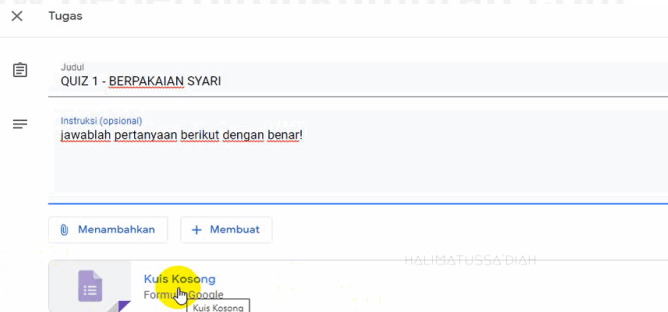 Tugas
Judul
QUIZ 1 - BERPAKAIAN SYARI
Instruksi (opsional)
jawablah pertanyaan berikut dengan benar!
Menambahkan
Membuat
HALIMATUSSA'DIAH
Kuis Kosong
Google
Kuis Kosong